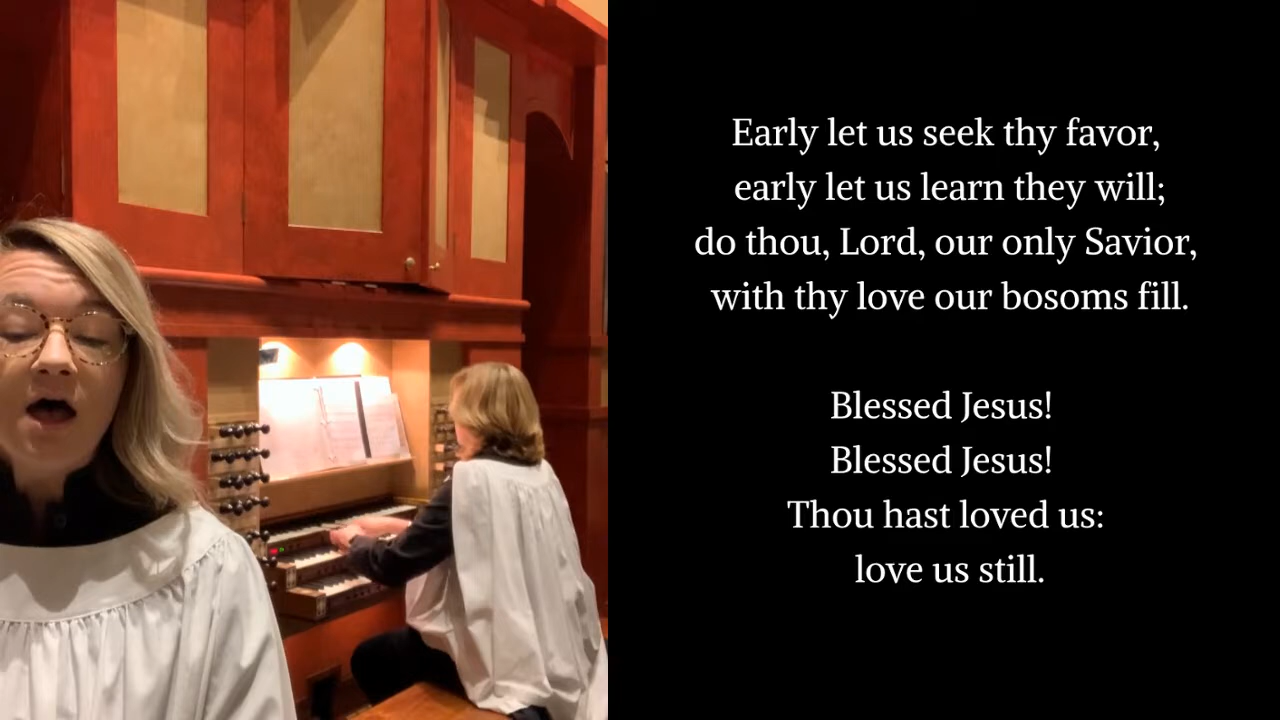 Early let us seek thy favor,
early let us learn they will;
do thou, Lord, our only Savior,
with thy love our bosoms fill.
Blessed Jesus!
Blessed Jesus!
Thou hast loved us:
love us still.